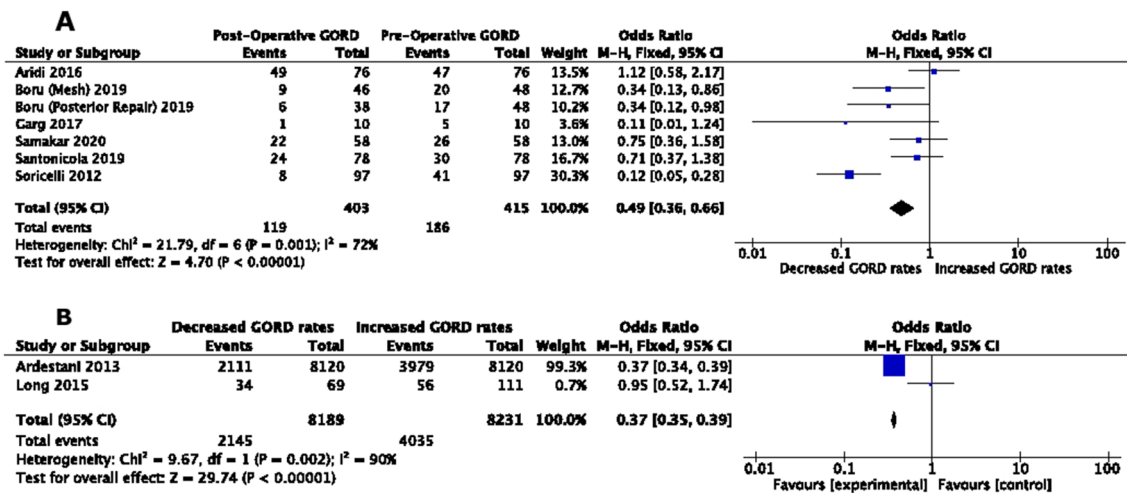 A
Post-Operative GORD Pre-Operative GORD Odds Ratio Odds Ratio
Study or Subgroup Events Total Events Total Weight M-H, Fixed, 95% CI M-H, Fixed, 95% CI
Aridi 2016 49 76 47 76 13.5% 1.12 [0.58, 2.17]
Boru (Mesh) 2019 9 46 20 48 12.7% 0.34 [0.13, 0.86]
Boru (Posterior Repair) 2019 6 38 17 48 10.2% 0.34 [0.12, 0.98]
Garg 2017 1 10 5 10 3.6% 0.11 [0.01, 1.24]
Samakar 2020 22 58 26 58 13.0% 0.75 [0.36, 1.58]
Santonicola 2019 24 78 30 78 16.7% 0.71 [0.37, 1.38]
Soricelli 2012 8 97 41 97 30.3% 0.12 [0.05, 0.28]
Total (95% CI) 403 415 100.0% 0.49 [0.36, 0.66]
Total events 119 186
Heterogeneity: Chi² = 21.79, df = 6 (P = 0.001); I² = 72%
Test for overall effect: Z = 4.70 (P < 0.00001)
0.01 0.1 1 10 100
Decreased GORD rates Increased GORD rates
B
Decreased GORD rates Increased GORD rates Odds Ratio Odds Ratio
Study or Subgroup Events Total Events Total Weight M-H, Fixed, 95% CI M-H, Fixed, 95% CI
Ardestani 2013 2111 8120 3979 8120 99.3% 0.37 [0.34, 0.39]
Long 2015 34 69 56 111 0.7% 0.95 [0.52, 1.74]
Total (95% CI) 8189 8231 100.0% 0.37 [0.35, 0.39]
Total events 2145 4035
Heterogeneity: Chi² = 9.67, df = 1 (P = 0.002); I² = 90%
Test for overall effect: Z = 29.74 (P < 0.00001)
0.01 0.1 1 10 100
Favours [experimental] Favours [control]